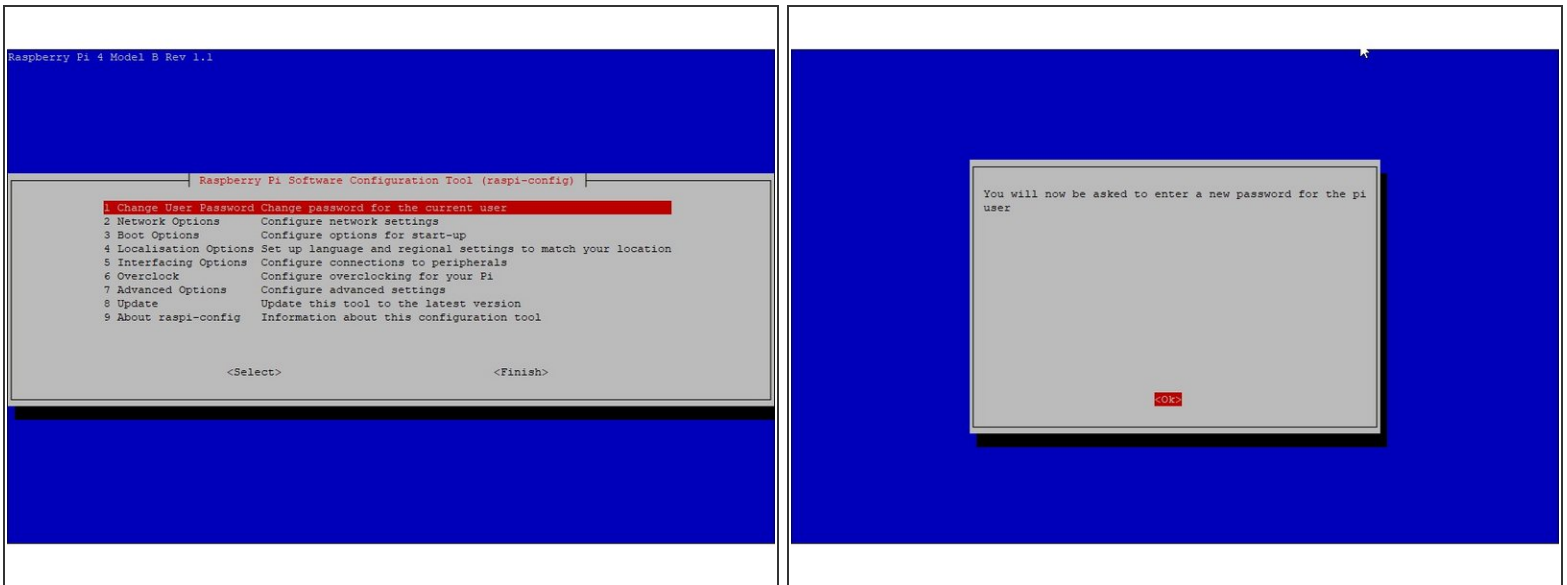 Raspberry Pi 4 Model B Rev 1.1
Raspberry Pi Software Configuration Tool (raspi-config)
1 Change User Password Change password for the current user
2 Network Options Configure network settings
3 Boot Options Configure options for start-up
4 Localisation Options Set up language and regional settings to match your location
5 Interfacing Options Configure connections to peripherals
6 Overclock Configure overclocking for your Pi
7 Advanced Options Configure advanced settings
8 Update Update this tool to the latest version
9 About raspi-config Information about this configuration tool
<Select> <Finish>
You will now be asked to enter a new password for the pi
user
<Ok>